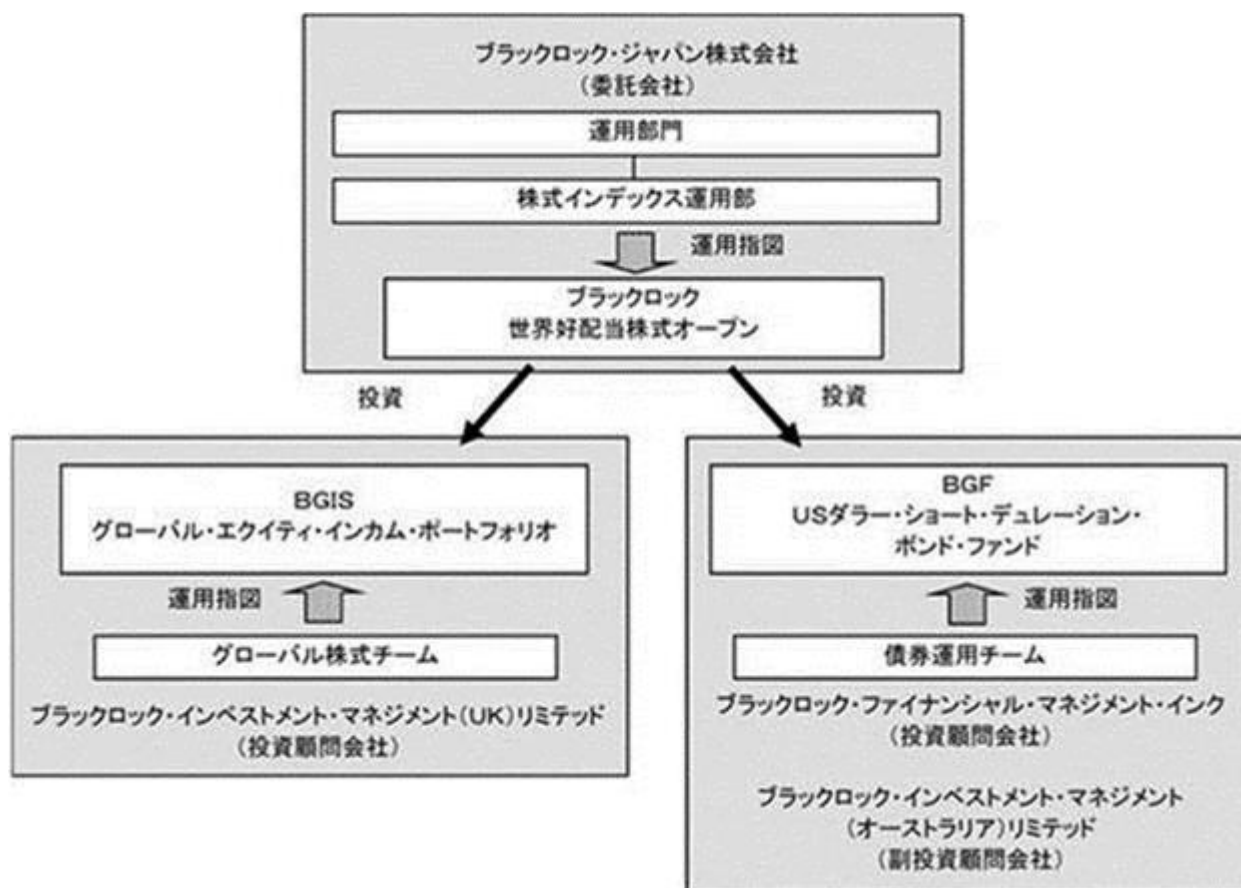 ブラックロック・ジャパン株式会社
(委託会社)
運用部門
株式インデックス運用部
運用指図
ブラックロック
世界好配当株式オープン
投資
投資
BGIS
グローバル・エクイティ・インカム・ポートフォリオ
運用指図
グローバル株式チーム
ブラックロック・インベストメント・マネジメント(UK)リミテッド
(投資顧問会社)
BGF
USダラー・ショート・デュレーション・
ボンド・ファンド
運用指図
債券運用チーム
ブラックロック・ファイナンシャル・マネジメント・インク
(投資顧問会社)
ブラックロック・インベストメント・マネジメント
(オーストラリア)リミテッド
(副投資顧問会社)